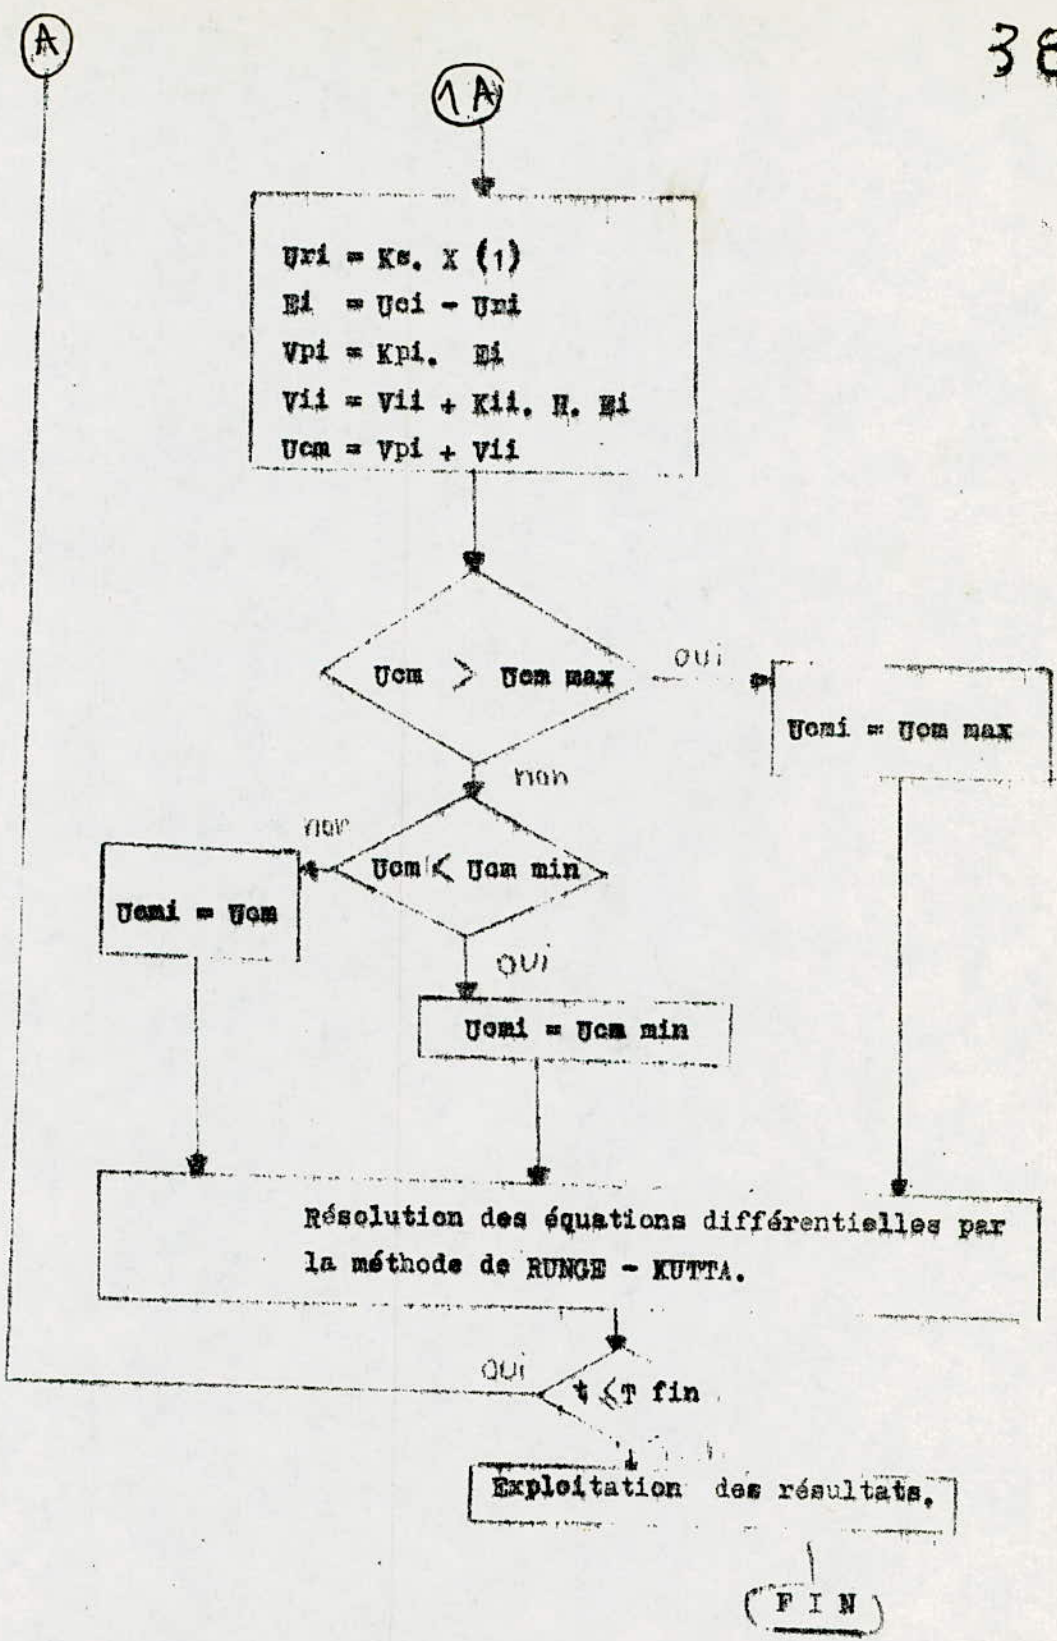 A
1A
Uri = Ks. X (1)
Ei = Uci - Uri
Vpi = Kpi. Ei
Vii = Vii + Kii. H. Ei
Ucm = Vpi + Vii
Ucm > Ucm max
oui
Ucmi = Ucm max
non
non
Ucm < Ucm min
Ucmi = Ucm
oui
Ucmi = Ucm min
Résolution des équations différentielles par
la méthode de RUNGE - KUTTA.
oui
t ⩽ T fin
Exploitation des résultats.
FIN